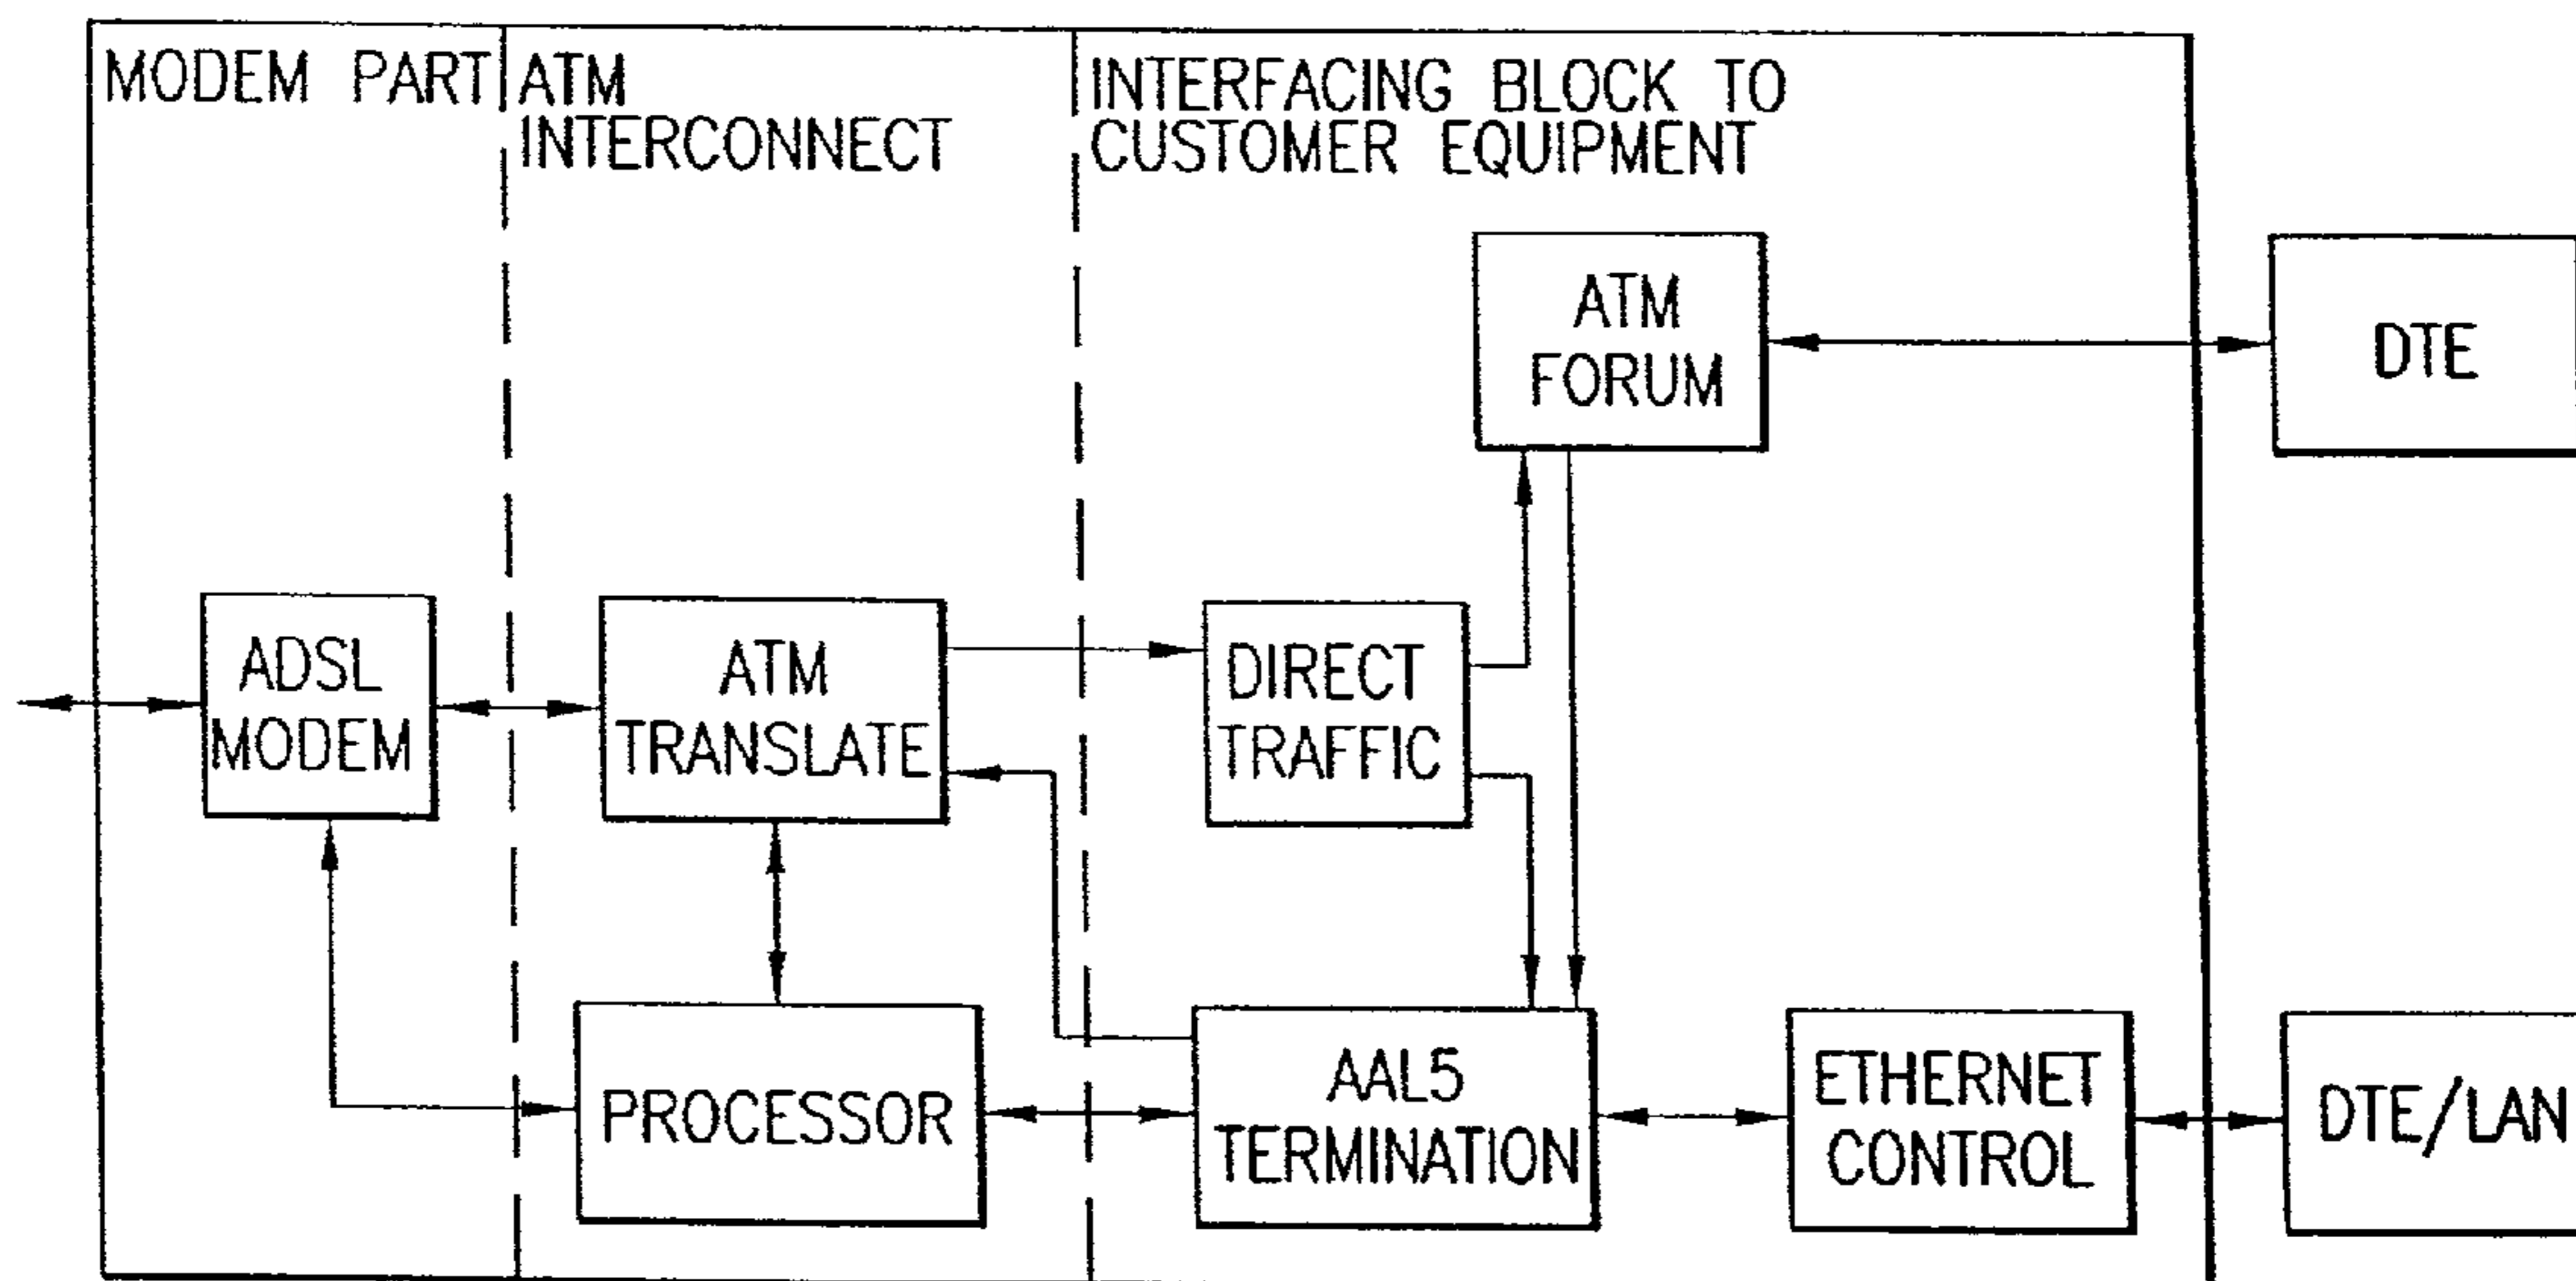 MODEM PART
ATM
INTERCONNECT
INTERFACING BLOCK TO
CUSTOMER EQUIPMENT
ATM
FORUM
DTE
ADSL
MODEM
ATM
TRANSLATE
DIRECT
TRAFFIC
PROCESSOR
AAL5
TERMINATION
ETHERNET
CONTROL
DTE/LAN